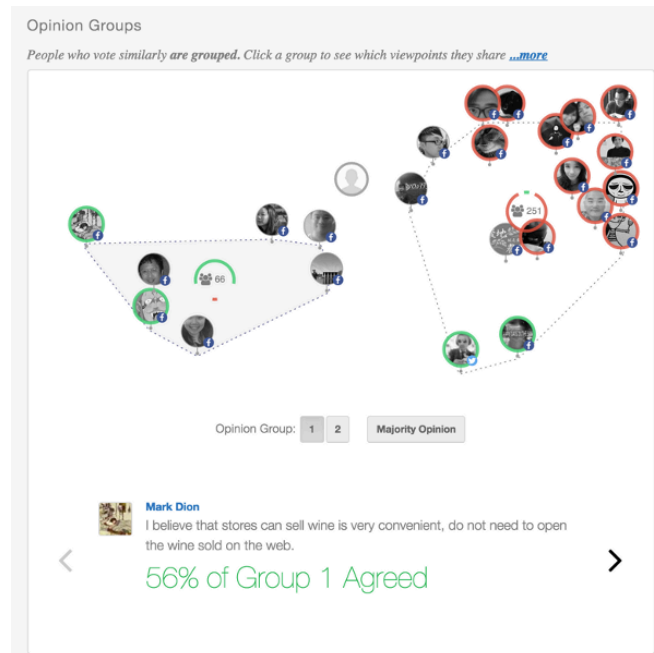 Opinion Groups
People who vote similarly are grouped. Click a group to see which viewpoints they share ...more
251
66
Opinion Group: 1 2 Majority Opinion
Mark Dion
I believe that stores can sell wine is very convenient, do not need to open
the wine sold on the web.
56% of Group 1 Agreed